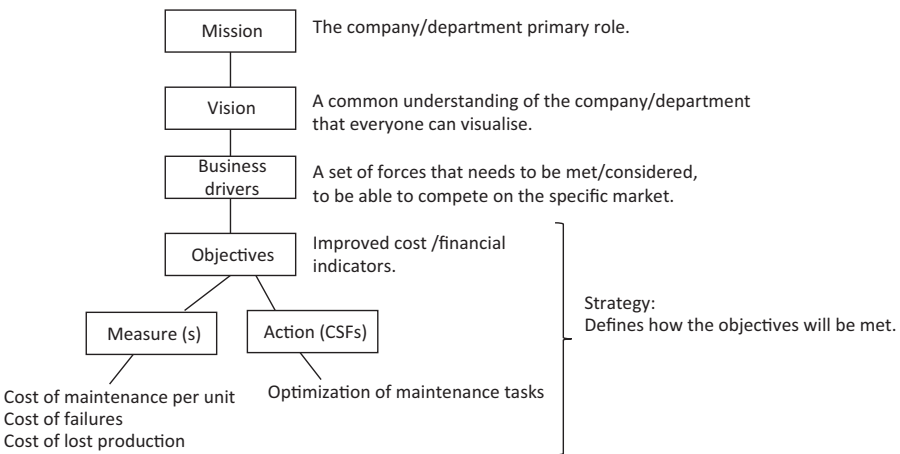 Mission
The company/department primary role.
Vision
A common understanding of the company/department
that everyone can visualise.
Business
drivers
A set of forces that needs to be met/considered,
to be able to compete on the specific market.
Objectives
Improved cost /financial
indicators.
Strategy:
Defines how the objectives will be met.
Measure (s)
Action (CSFs)
Cost of maintenance per unit
Cost of failures
Cost of lost production
Optimization of maintenance tasks